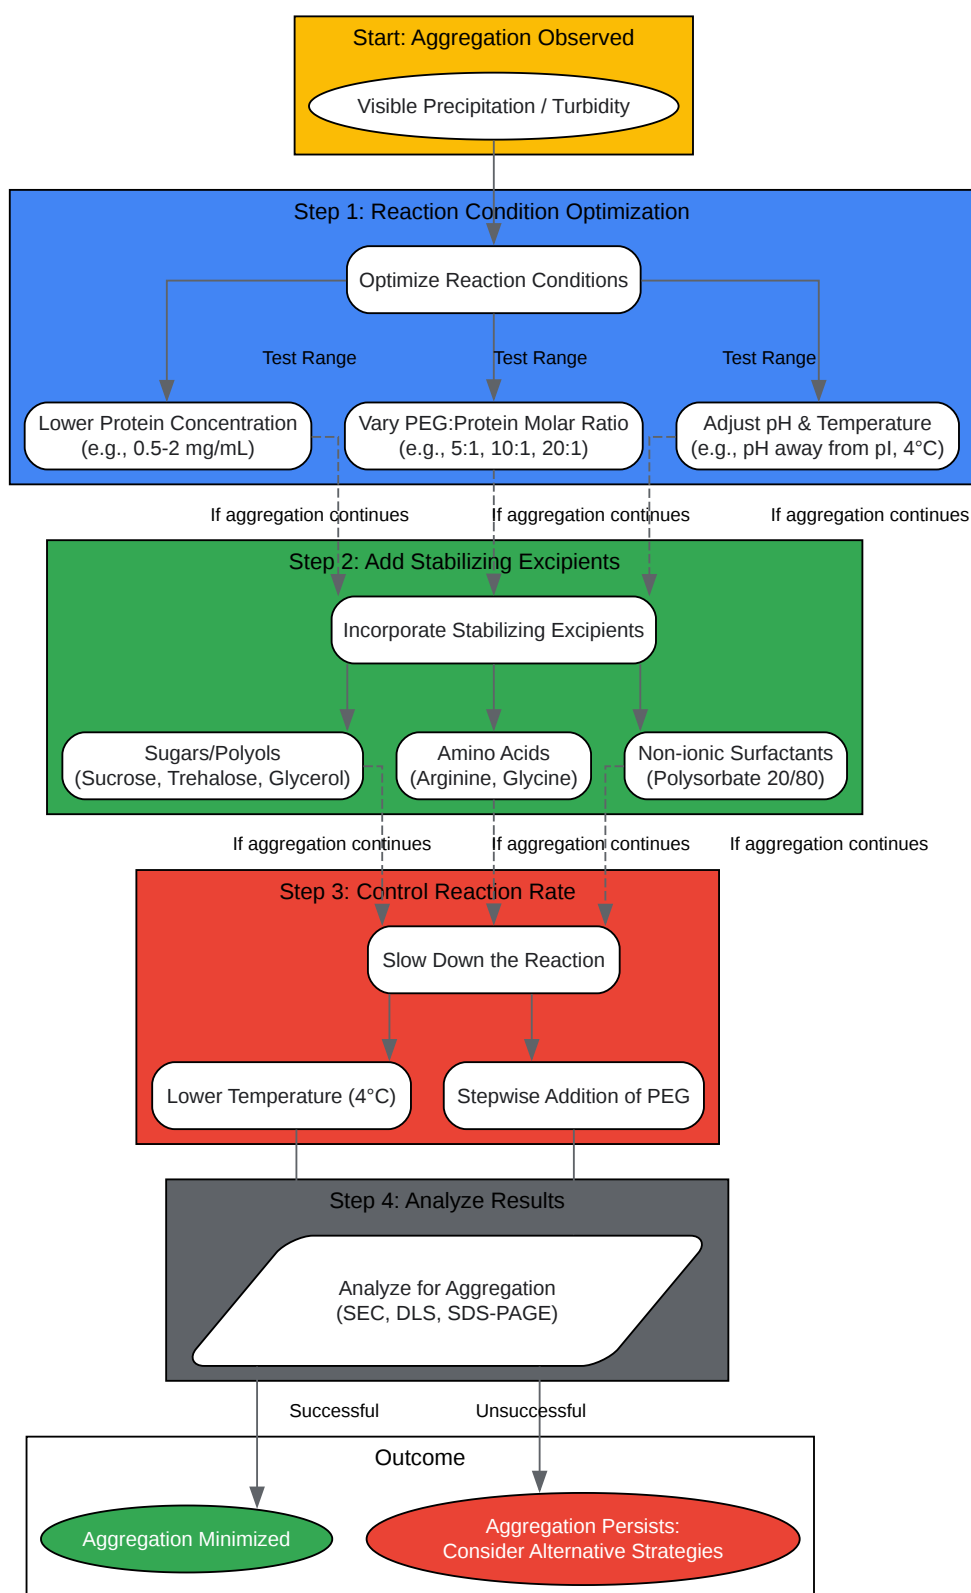 Start: Aggregation Observed
Visible Precipitation / Turbidity
Step 1: Reaction Condition Optimization
Optimize Reaction Conditions
Test Range
Test Range
Test Range
Lower Protein Concentration
(e.g., 0.5-2 mg/mL)
Vary PEG:Protein Molar Ratio
(e.g., 5:1, 10:1, 20:1)
Adjust pH & Temperature
(e.g., pH away from pI, 4°C)
If aggregation continues
If aggregation continues
If aggregation continues
Step 2: Add Stabilizing Excipients
Incorporate Stabilizing Excipients
Sugars/Polyols
(Sucrose, Trehalose, Glycerol)
Amino Acids
(Arginine, Glycine)
Non-ionic Surfactants
(Polysorbate 20/80)
If aggregation continues
If aggregation continues
If aggregation continues
Step 3: Control Reaction Rate
Slow Down the Reaction
Lower Temperature (4°C)
Stepwise Addition of PEG
Step 4: Analyze Results
Analyze for Aggregation
(SEC, DLS, SDS-PAGE)
Successful
Unsuccessful
Outcome
Aggregation Minimized
Aggregation Persists:
Consider Alternative Strategies